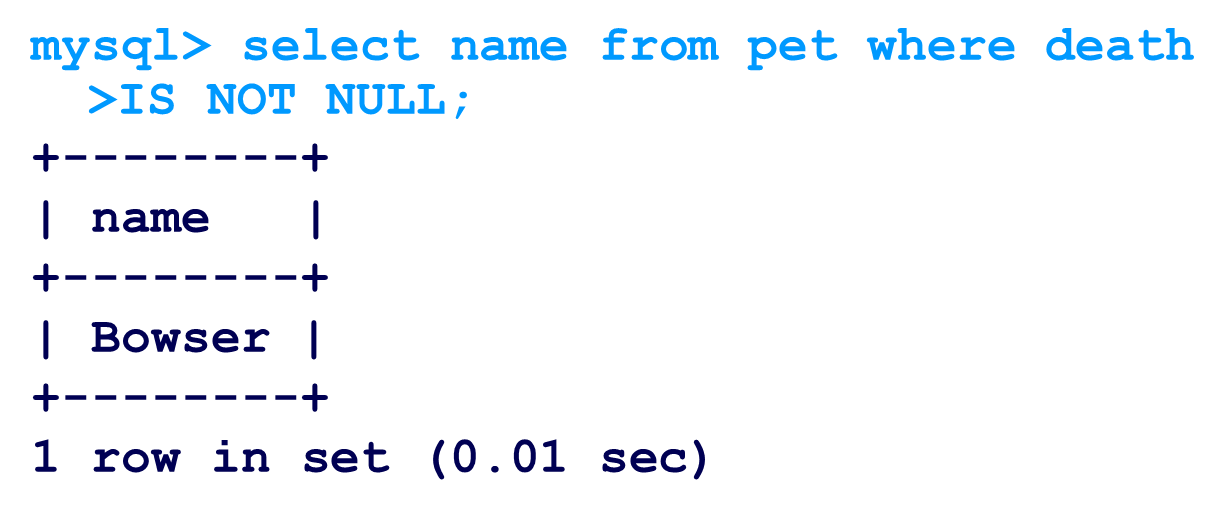 mysql> select name from pet where death
>IS NOT NULL;
+--------+
| name   |
+--------+
| Bowser |
+--------+
1 row in set (0.01 sec)